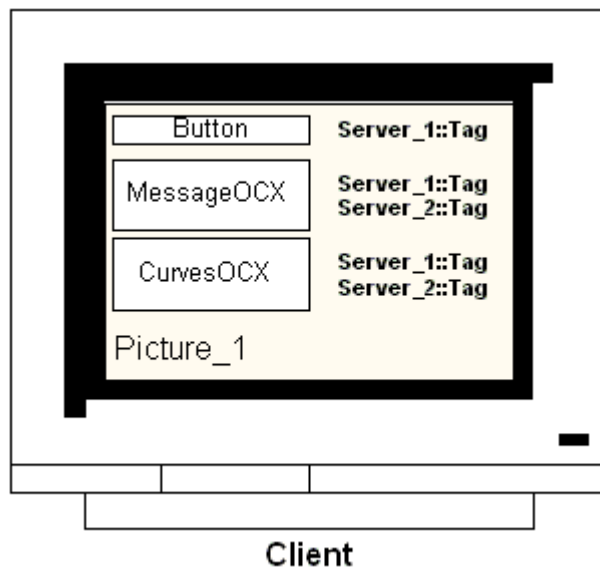 Button
Server_1::Tag
MessageOCX
Server_1::Tag
Server_2::Tag
CurvesOCX
Server_1::Tag
Server_2::Tag
Picture_1
Client